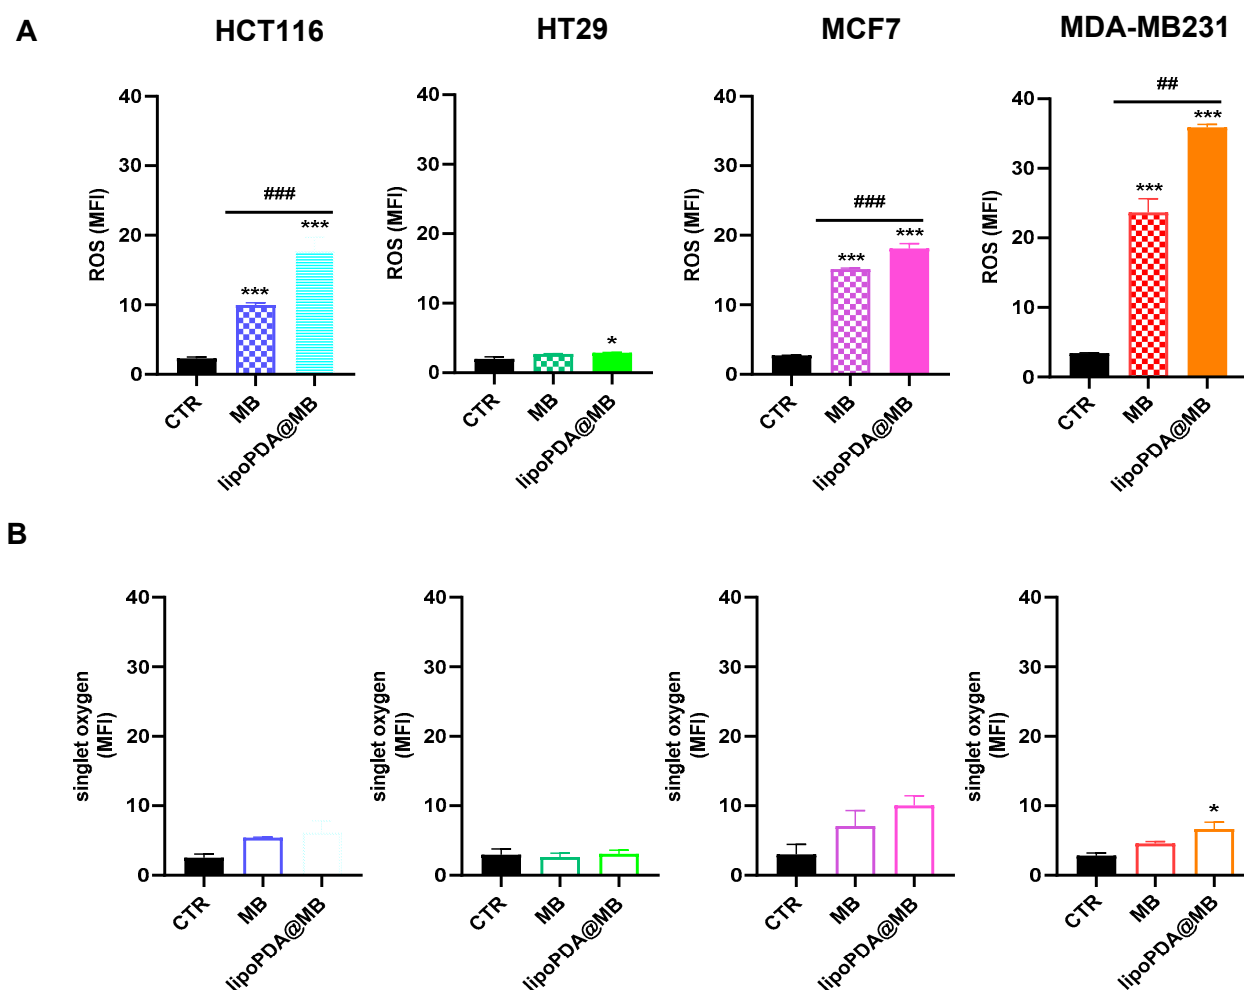 A
HCT116
HT29
MCF7
MDA-MB231
ROS (MFI)
40
30
20
10
0
***
***
###
CTR
MB
lipoPDA@MB
ROS (MFI)
40
30
20
10
0
*
CTR
MB
lipoPDA@MB
ROS (MFI)
40
30
20
10
0
***
***
###
CTR
MB
lipoPDA@MB
ROS (MFI)
40
30
20
10
0
***
***
##
CTR
MB
lipoPDA@MB
B
singlet oxygen
(MFI)
40
30
20
10
0
CTR
MB
lipoPDA@MB
singlet oxygen
(MFI)
40
30
20
10
0
CTR
MB
lipoPDA@MB
singlet oxygen
(MFI)
40
30
20
10
0
CTR
MB
lipoPDA@MB
singlet oxygen
(MFI)
40
30
20
10
0
*
CTR
MB
lipoPDA@MB